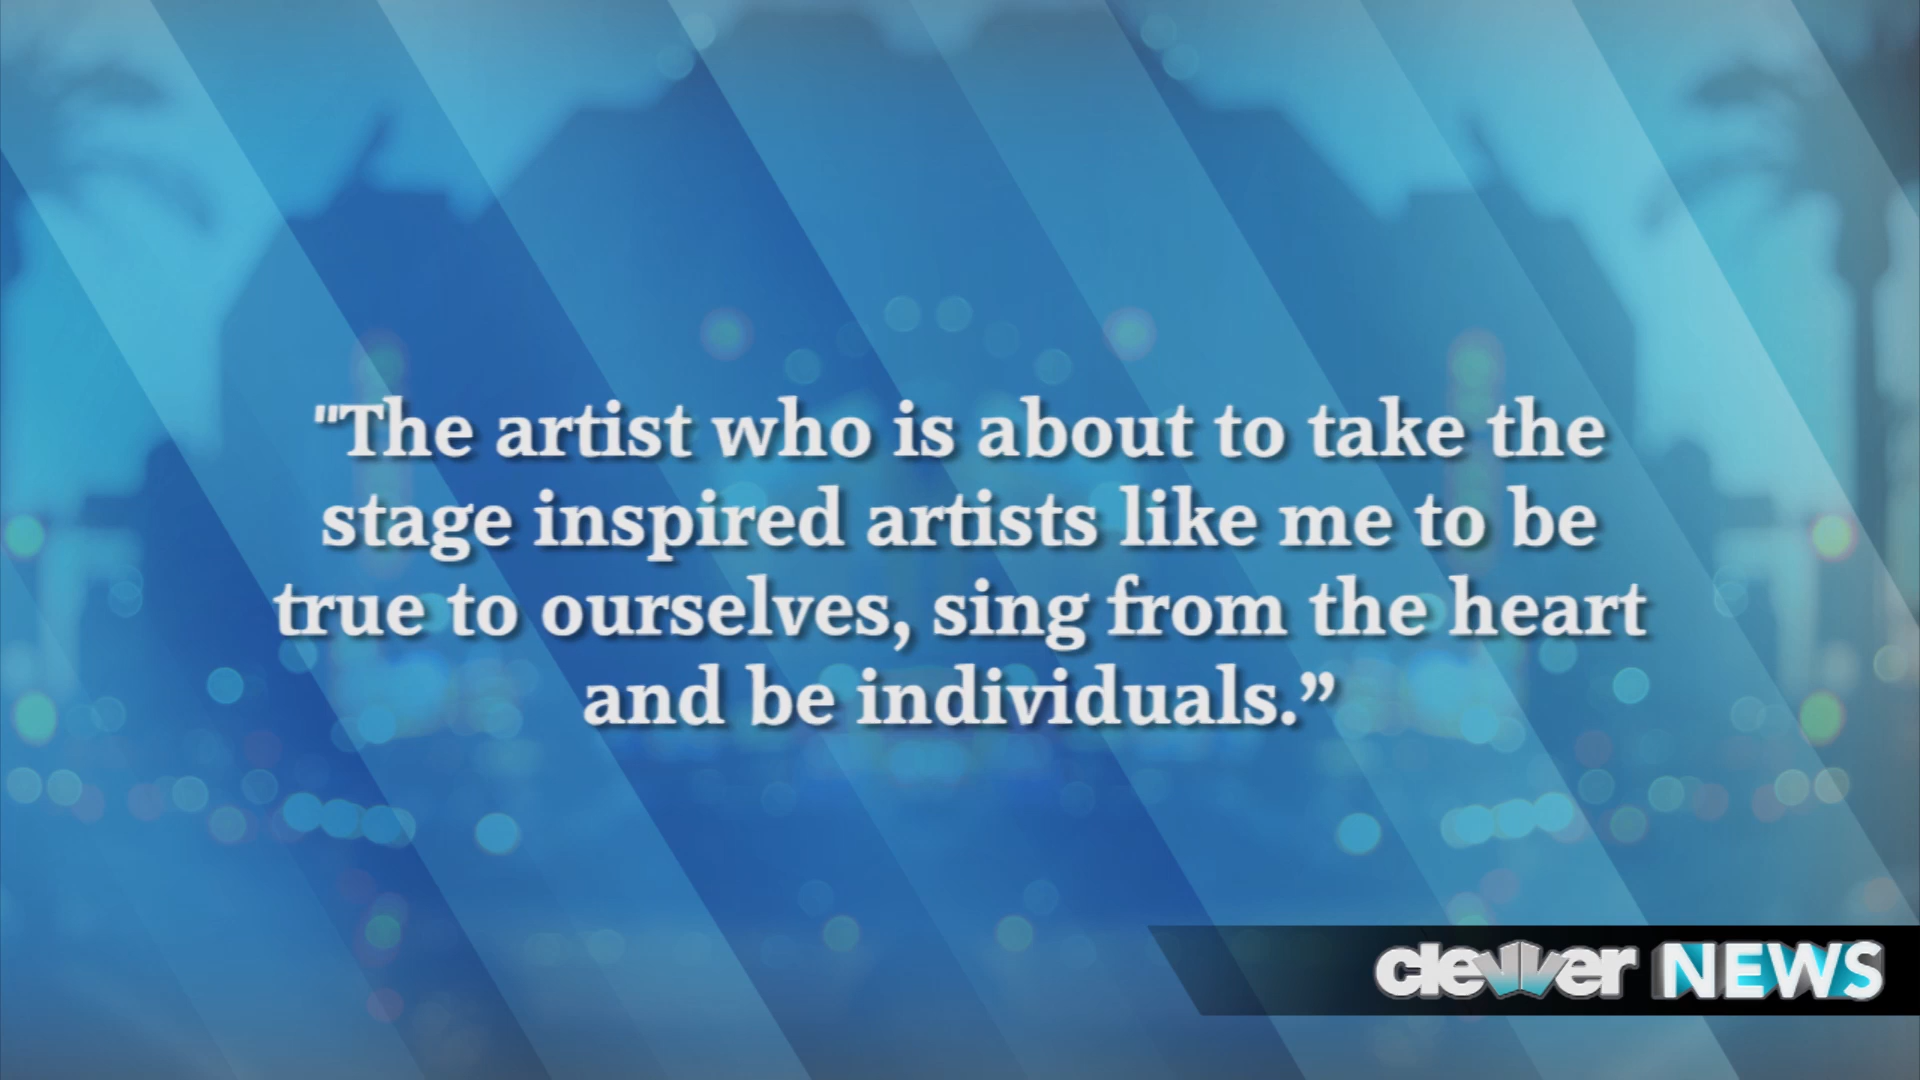 "The artist who is about to take the
stage inspired artists like me to be
true to ourselves, sing from the heart
and be individuals.”
clevver NEWS